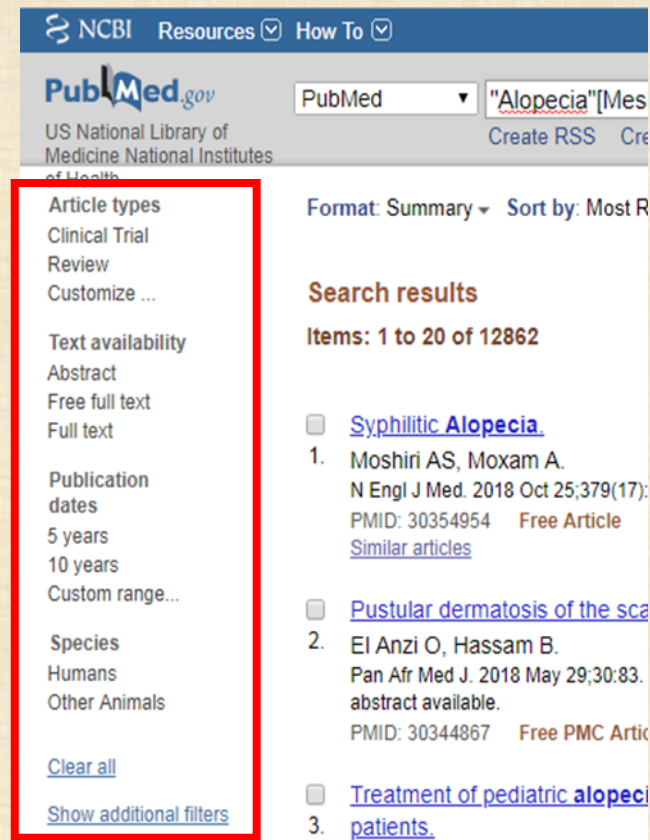 NCBI Resources How To
PubMed.gov
US National Library of
Medicine National Institutes
of Health
PubMed
"Alopecia"[Mes
Create RSS Cre
Article types
Clinical Trial
Review
Customize ...
Text availability
Abstract
Free full text
Full text
Publication
dates
5 years
10 years
Custom range...
Species
Humans
Other Animals
Clear all
Show additional filters
Format: Summary Sort by: Most R
Search results
Items: 1 to 20 of 12862
Syphilitic Alopecia.
1. Moshiri AS, Moxam A.
N Engl J Med. 2018 Oct 25;379(17):
PMID: 30354954 Free Article
Similar articles
Pustular dermatosis of the sca
2. El Anzi O, Hassam B.
Pan Afr Med J. 2018 May 29;30:83.
abstract available.
PMID: 30344867 Free PMC Artic
Treatment of pediatric alopeci
3. patients.